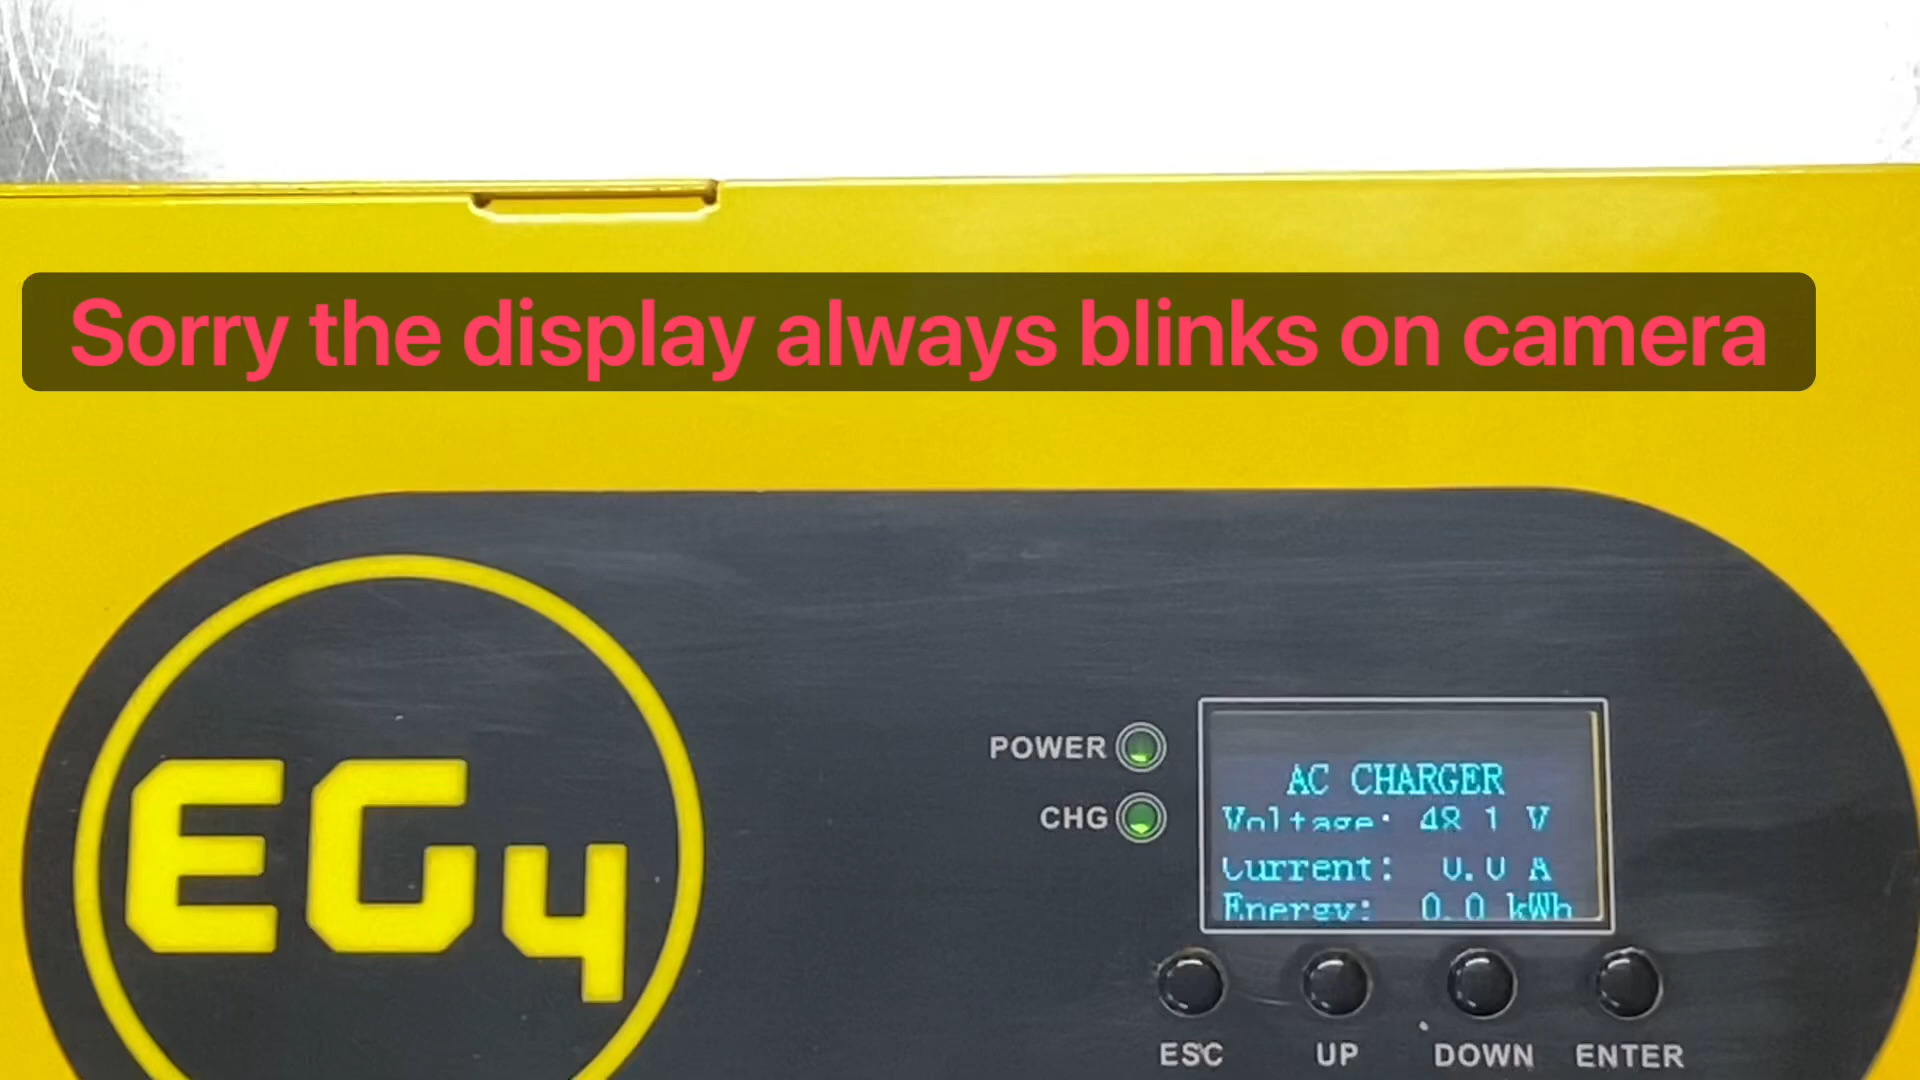 Sorry the display always blinks on camera
EG4
POWER
CHG
AC CHARGER
Voltage: 48.1 V
Current: 0.0 A
Energy: 0.0 kWh
ESC UP DOWN ENTER